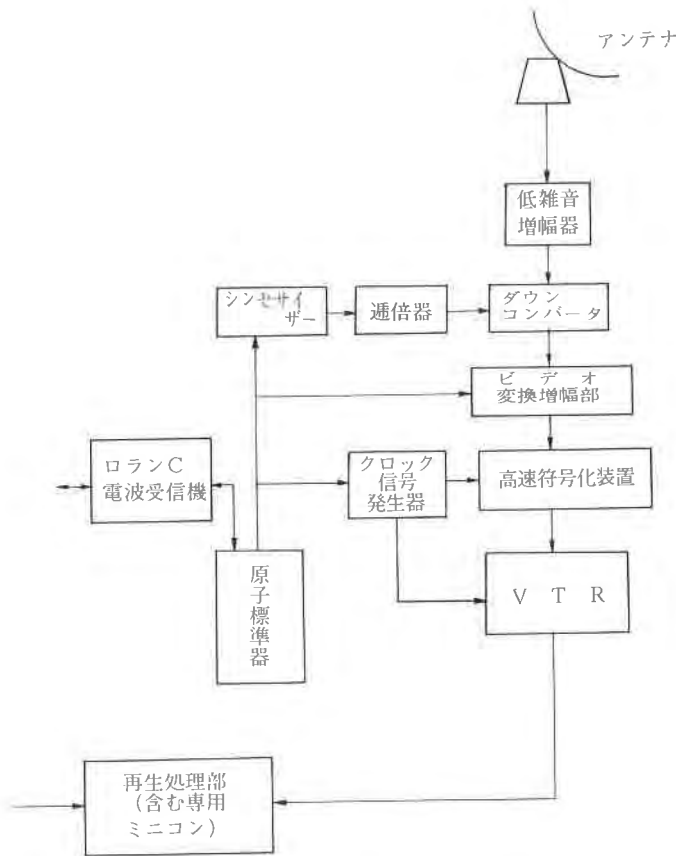 アンテナ
低雑音
増幅器
シンセサイ
ザー
逓倍器
ダウン
コンバータ
ビデオ
変換増幅部
ロランC
電波受信機
クロック
信号
発生器
高速符号化装置
原子標準器
VTR
再生処理部
(含む専用
ミニコン)